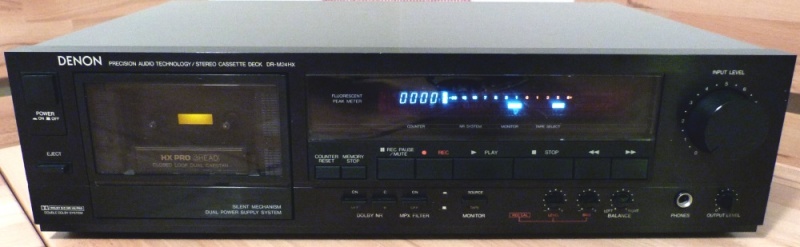 DENON PRECISION AUDIO TECHNOLOGY / STEREO CASSETTE DECK DR-M24HX
INPUT LEVEL
FLUORESCENT
PEAK METER
0000
COUNTER
MONITOR
POWER
ON OFF
EJECT
HX PRO 3HEAD
COUNTER
RESET
MEMORY
STOP
REC PAUSE
/MUTE
REC
PLAY
STOP
SILENT MECHANISM
DUAL POWER SUPPLY SYSTEM
DOLBY NR
MPX FILTER
SOURCE
MONITOR
BALANCE
PHONES
OUTPUT LEVEL